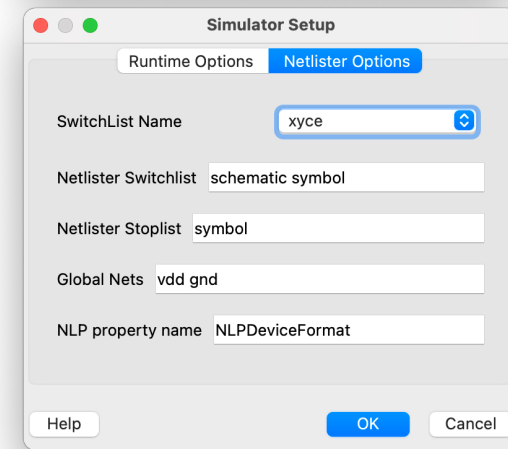 Simulator Setup
Runtime Options Netlister Options
SwitchList Name xyce
Netlister Switchlist schematic symbol
Netlister Stoplist symbol
Global Nets vdd gnd
NLP property name NLPDeviceFormat
Help OK Cancel